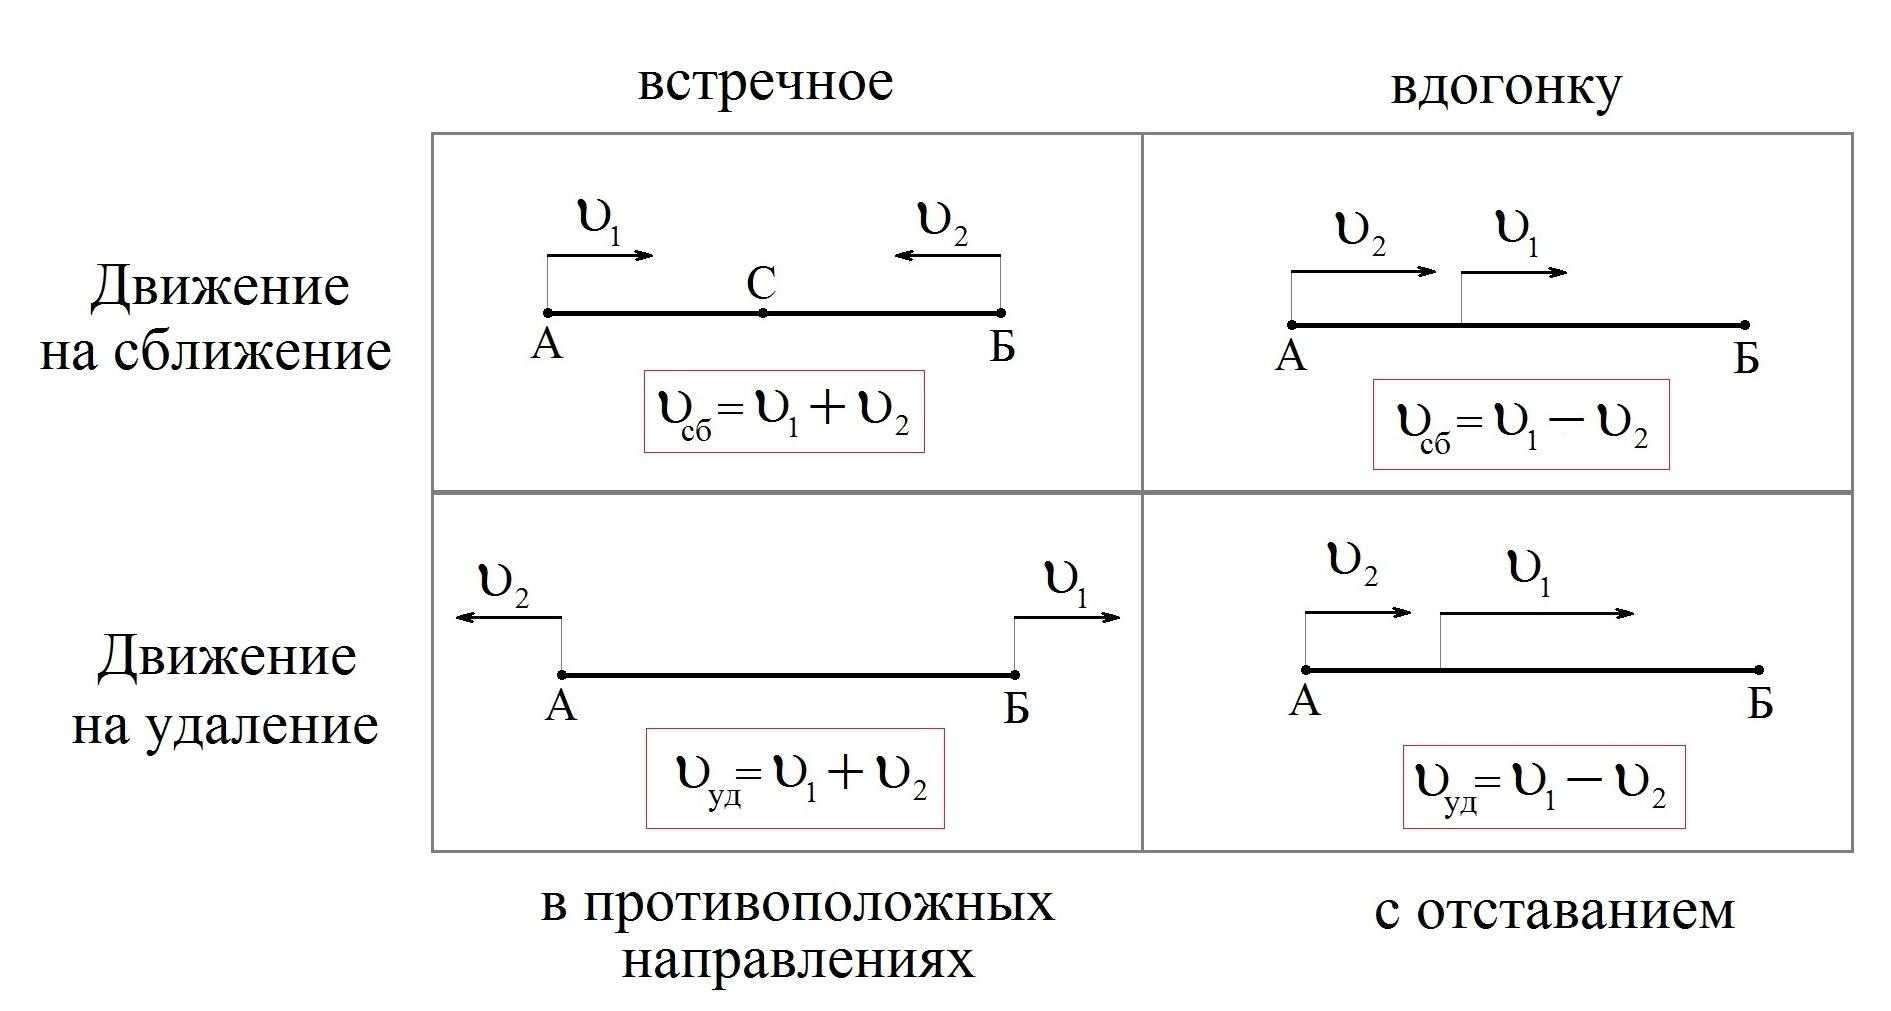 встречное
вдогонку
Движение
на сближение
υ₁
υ₂
С
А
Б
υсб = υ₁ + υ₂
υ₂
υ₁
А
Б
υсб = υ₁ − υ₂
Движение
на удаление
υ₂
υ₁
А
Б
υуд = υ₁ + υ₂
υ₂
υ₁
А
Б
υуд = υ₁ − υ₂
в противоположных
направлениях
с отставанием